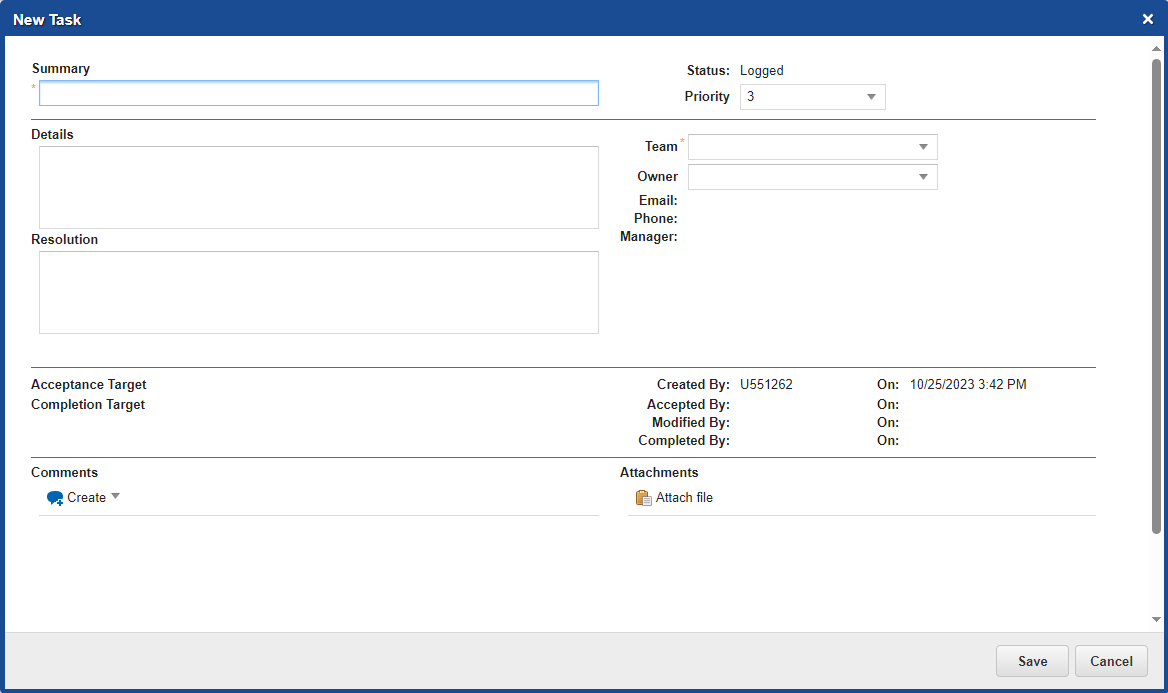 New Task
Summary
*
Status: Logged
Priority 3
Details
Team *
Owner
Email:
Phone:
Manager:
Resolution
Acceptance Target
Completion Target
Created By: U551262 On: 10/25/2023 3:42 PM
Accepted By: On:
Modified By: On:
Completed By: On:
Comments
Create
Attachments
Attach file
Save Cancel